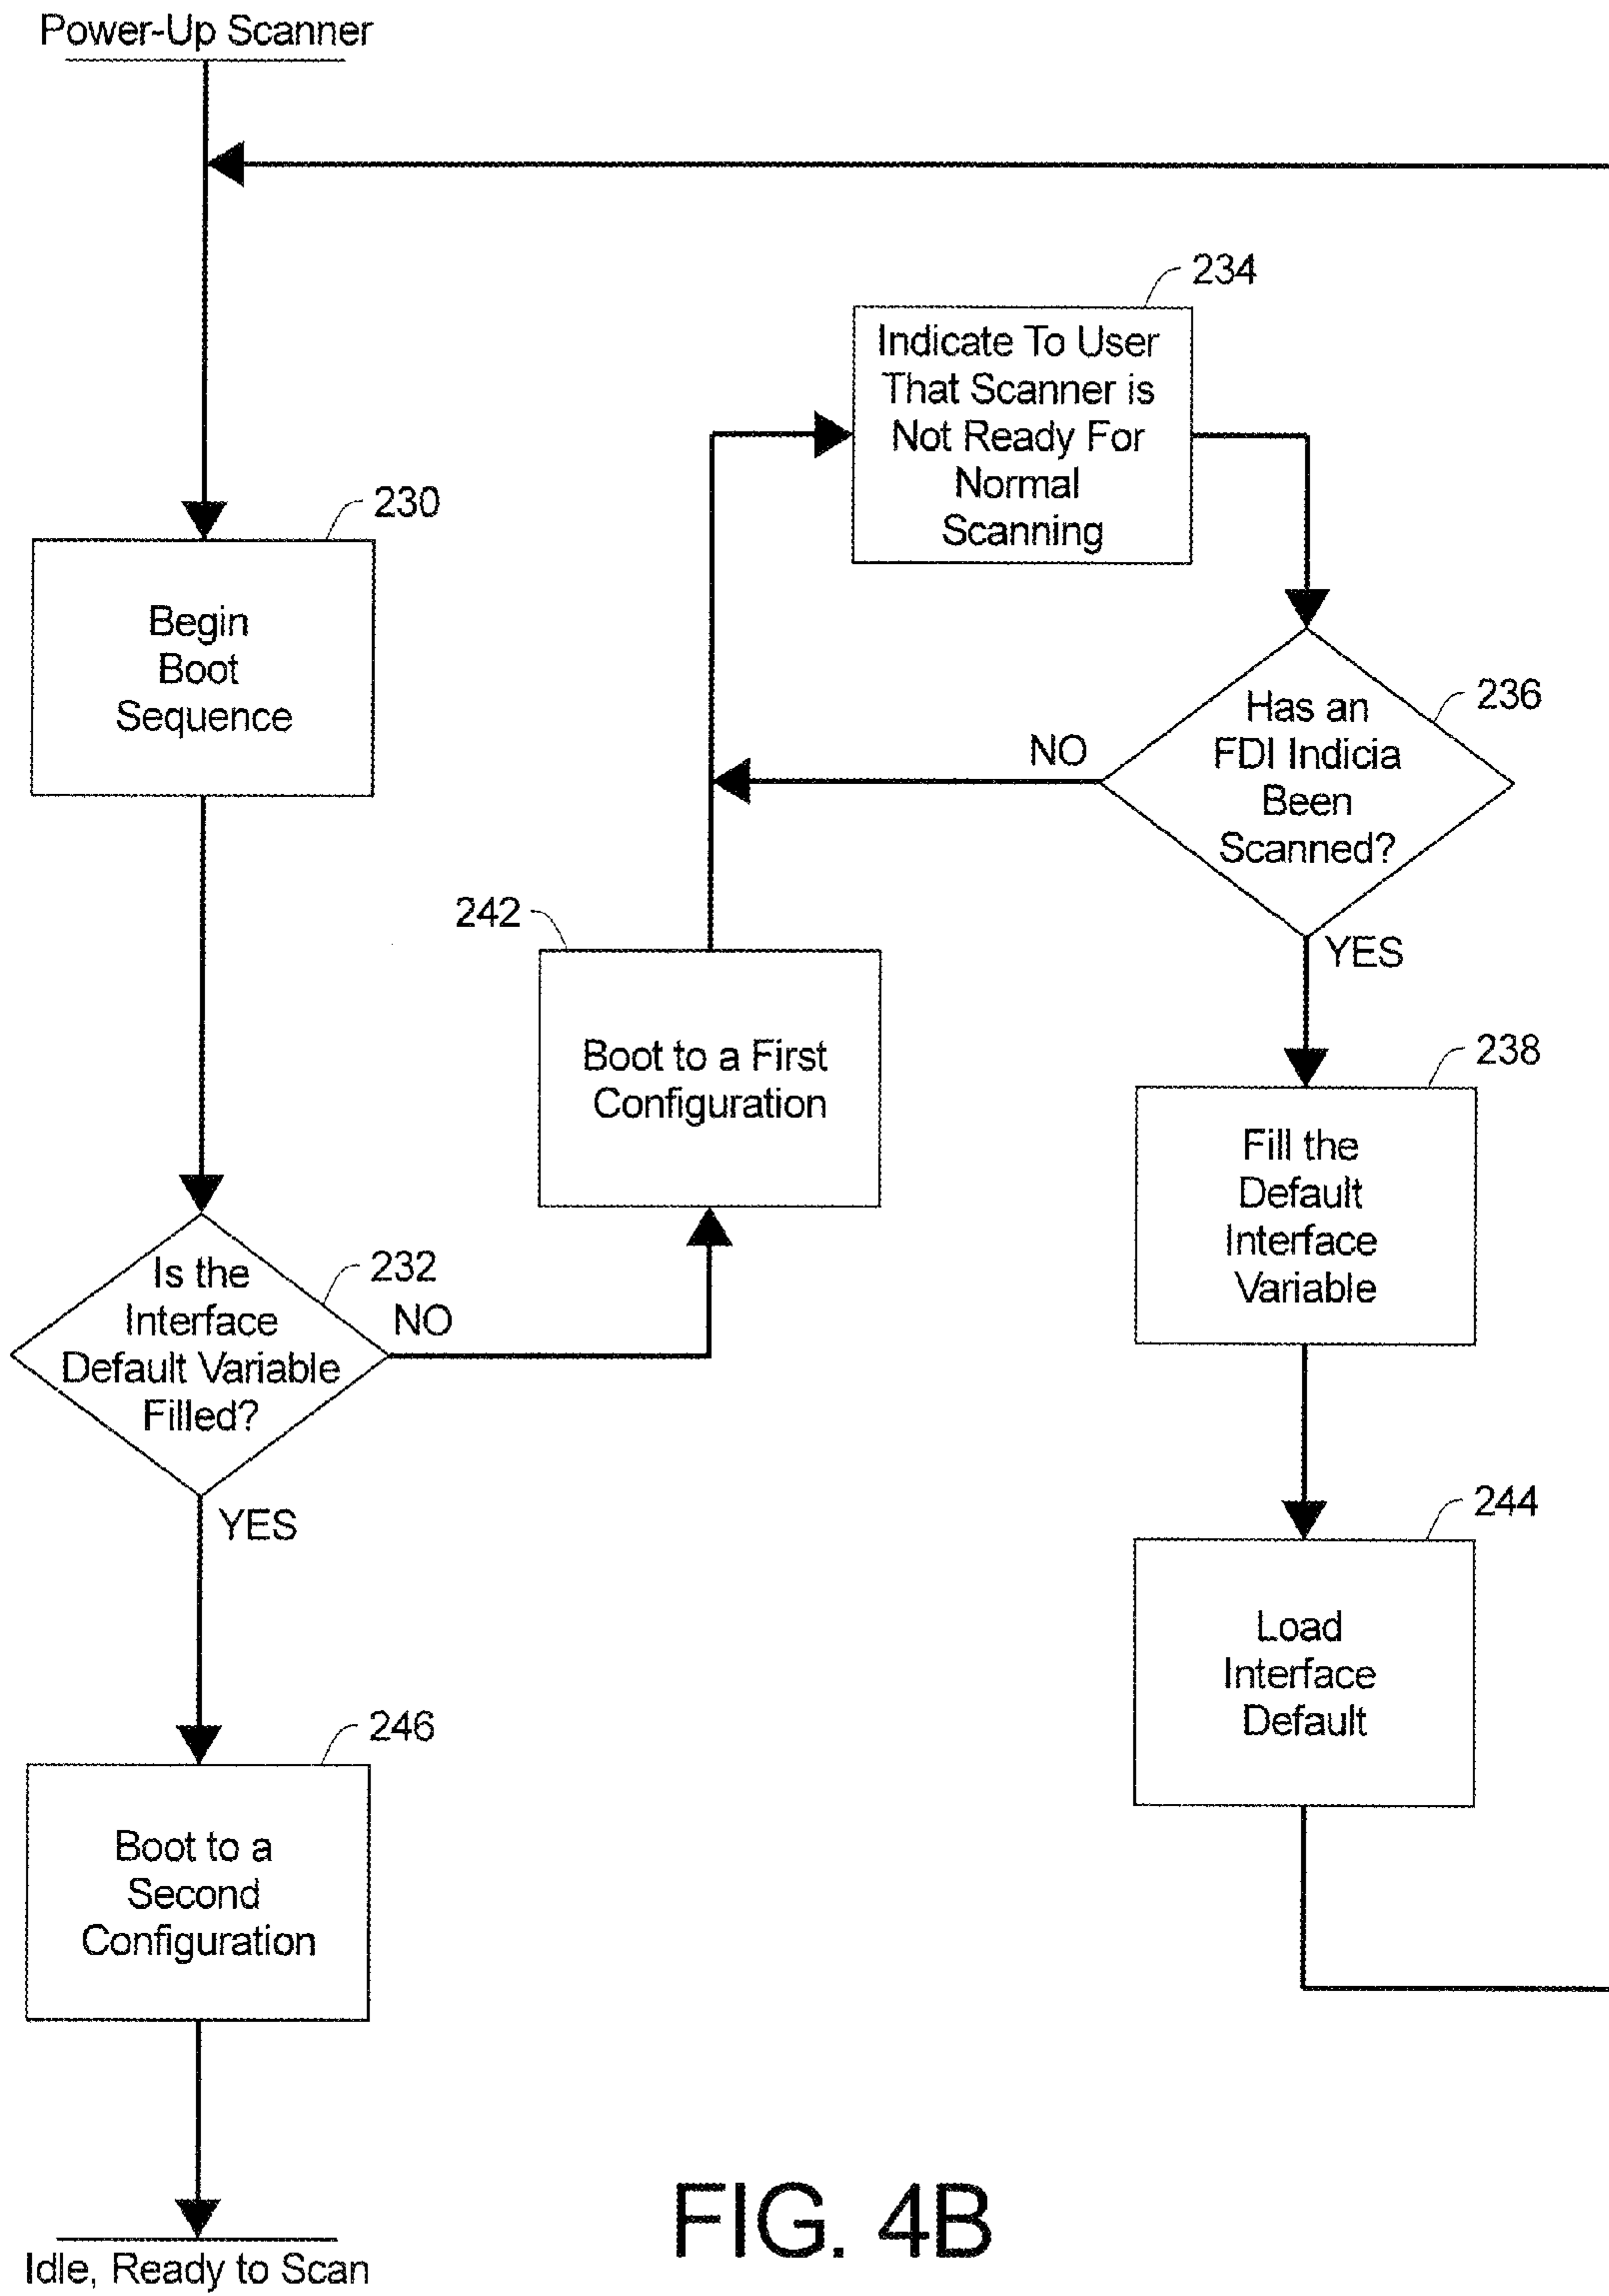 Power-Up Scanner
234
Indicate To User
That Scanner is
Not Ready For
Normal
Scanning
230
Begin
Boot
Sequence
236
Has an
FDI Indicia
Been
Scanned?
NO
YES
242
Boot to a First
Configuration
238
Fill the
Default
Interface
Variable
232
Is the
Interface
Default Variable
Filled?
NO
YES
244
Load
Interface
Default
246
Boot to a
Second
Configuration
Idle, Ready to Scan
FIG. 4B